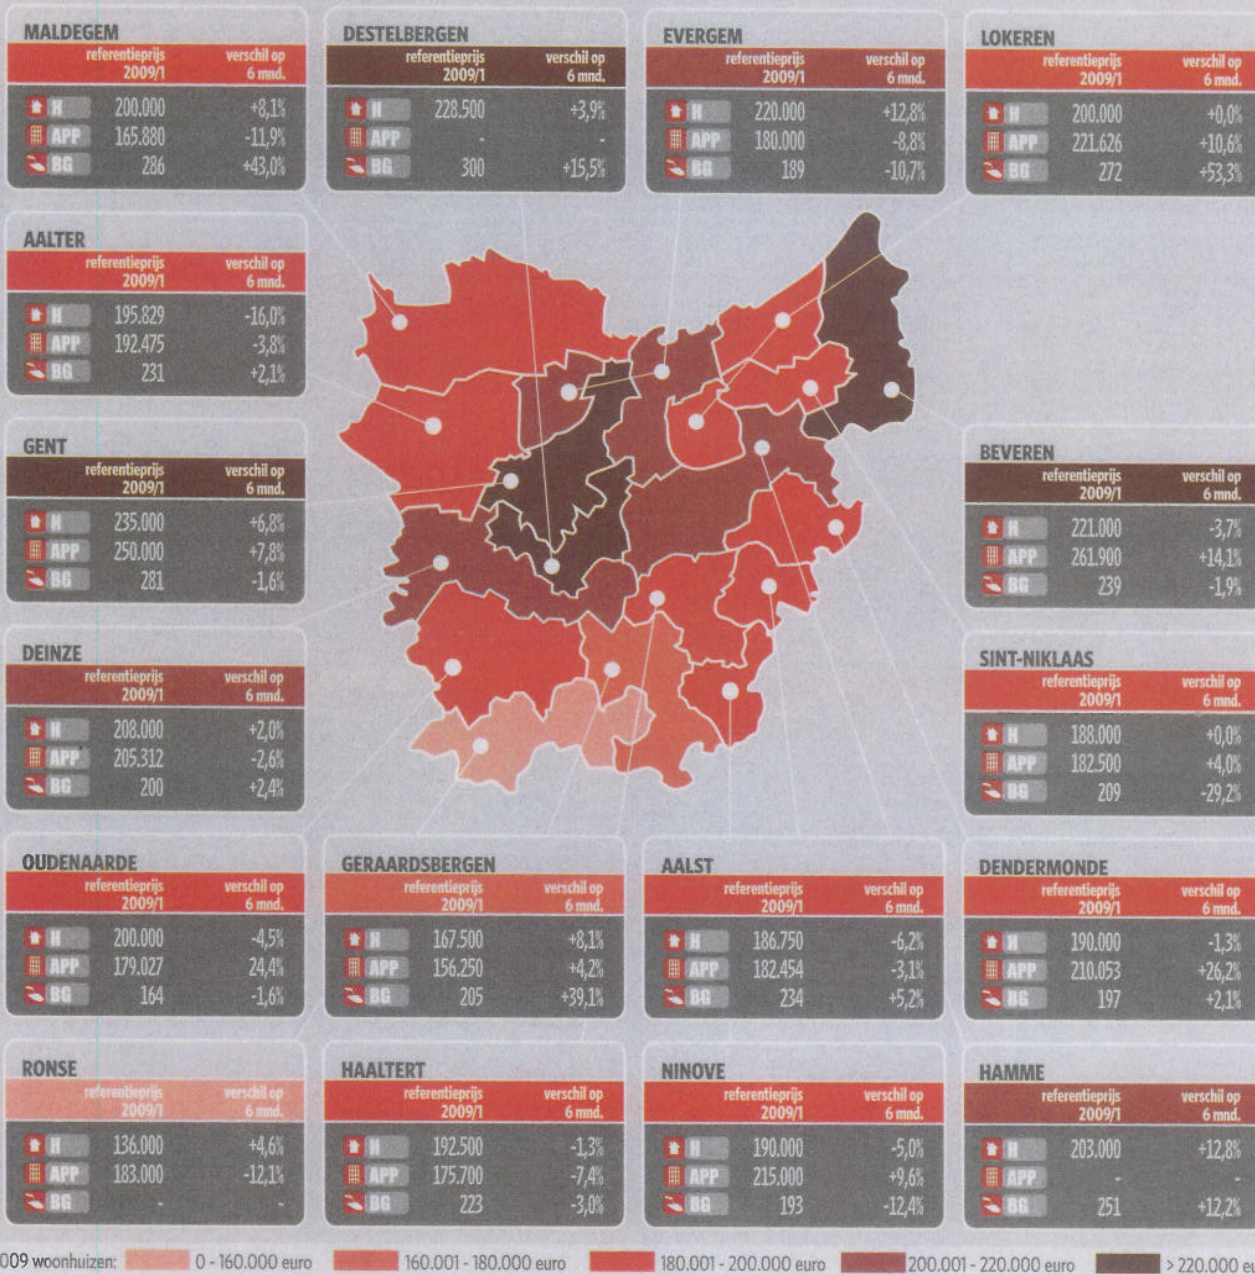 MALDEGEM
referentieprijs 2009/1 verschil op 6 mnd.
H 200.000 +8,1%
APP 165.880 -11,9%
BG 286 +43,0%
DESTELBERGEN
referentieprijs 2009/1 verschil op 6 mnd.
H 228.500 +3,9%
APP - -
BG 300 +15,5%
EVERGEM
referentieprijs 2009/1 verschil op 6 mnd.
H 220.000 +12,8%
APP 180.000 -8,8%
BG 189 -10,7%
LOKEREN
referentieprijs 2009/1 verschil op 6 mnd.
H 200.000 +0,0%
APP 221.626 +10,6%
BG 272 +53,3%
AALTER
referentieprijs 2009/1 verschil op 6 mnd.
H 195.829 -16,0%
APP 192.475 -3,8%
BG 231 +2,1%
GENT
referentieprijs 2009/1 verschil op 6 mnd.
H 235.000 +6,8%
APP 250.000 +7,8%
BG 281 -1,6%
BEVEREN
referentieprijs 2009/1 verschil op 6 mnd.
H 221.000 -3,7%
APP 261.900 +14,1%
BG 239 -1,9%
DEINZE
referentieprijs 2009/1 verschil op 6 mnd.
H 208.000 +2,0%
APP 205.312 -2,6%
BG 200 +2,4%
SINT-NIKLAAS
referentieprijs 2009/1 verschil op 6 mnd.
H 188.000 +0,0%
APP 182.500 +4,0%
BG 209 -29,2%
OUDENAARDE
referentieprijs 2009/1 verschil op 6 mnd.
H 200.000 -4,5%
APP 179.027 24,4%
BG 164 -1,6%
GERAARDSBERGEN
referentieprijs 2009/1 verschil op 6 mnd.
H 167.500 +8,1%
APP 156.250 +4,2%
BG 205 +39,1%
AALST
referentieprijs 2009/1 verschil op 6 mnd.
H 186.750 -6,2%
APP 182.454 -3,1%
BG 234 +5,2%
DENDERMONDE
referentieprijs 2009/1 verschil op 6 mnd.
H 190.000 -1,3%
APP 210.053 +26,2%
BG 197 +2,1%
RONSE
referentieprijs 2009/1 verschil op 6 mnd.
H 136.000 +4,6%
APP 183.000 -12,1%
BG - -
HAALTERT
referentieprijs 2009/1 verschil op 6 mnd.
H 192.500 -1,3%
APP 175.700 -7,4%
BG 223 -3,0%
NINOVE
referentieprijs 2009/1 verschil op 6 mnd.
H 190.000 -5,0%
APP 215.000 +9,6%
BG 193 -12,4%
HAMME
referentieprijs 2009/1 verschil op 6 mnd.
H 203.000 +12,8%
APP - -
BG 251 +12,2%
009 woonhuizen: 0 - 160.000 euro 160.001 - 180.000 euro 180.001 - 200.000 euro 200.001 - 220.000 euro > 220.000 e